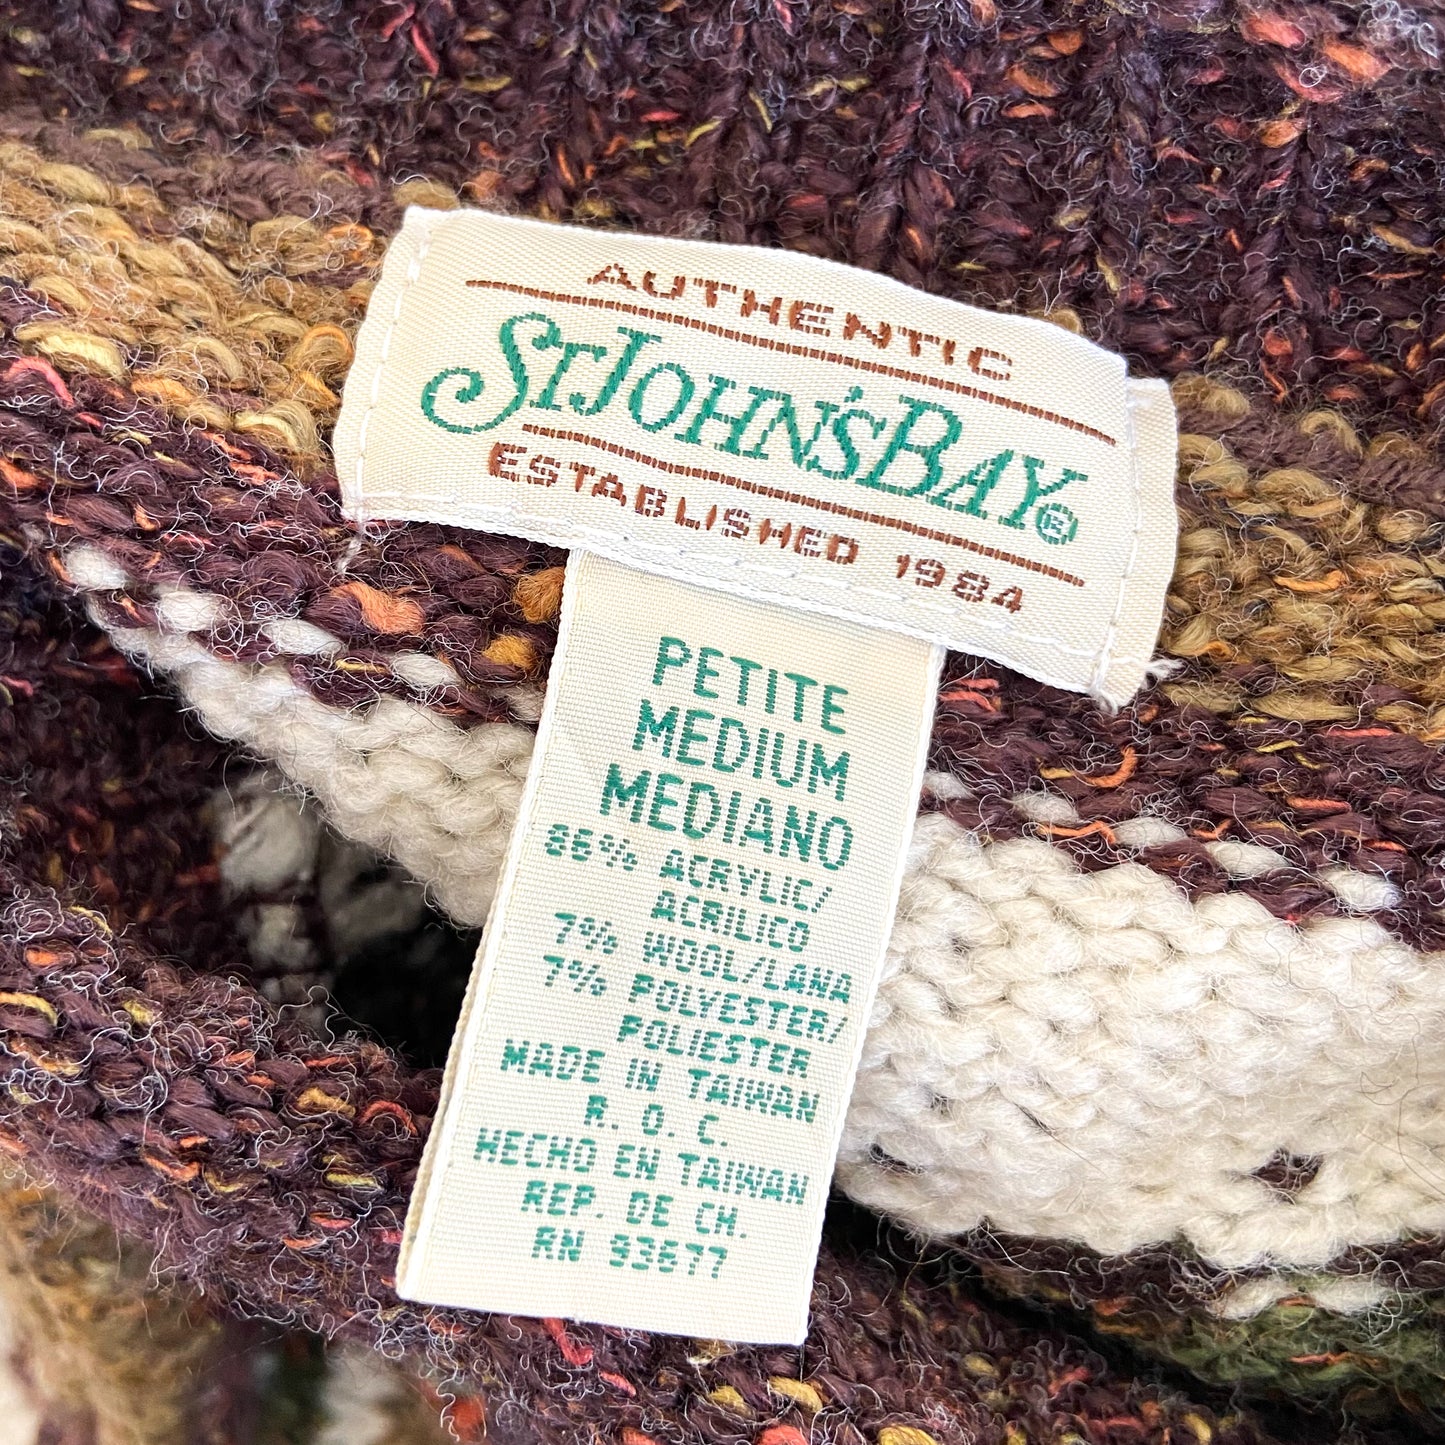 AUTHENTIC
ST. JOHN'S BAY®
ESTABLISHED 1984
PETITE
MEDIUM
MEDIANO
86% ACRYLIC/
ACRILICO
7% WOOL/LANA
7% POLYESTER/
POLIESTER
MADE IN TAIWAN
R. O. C.
HECHO EN TAIWAN
REP. DE CH.
RN 93677